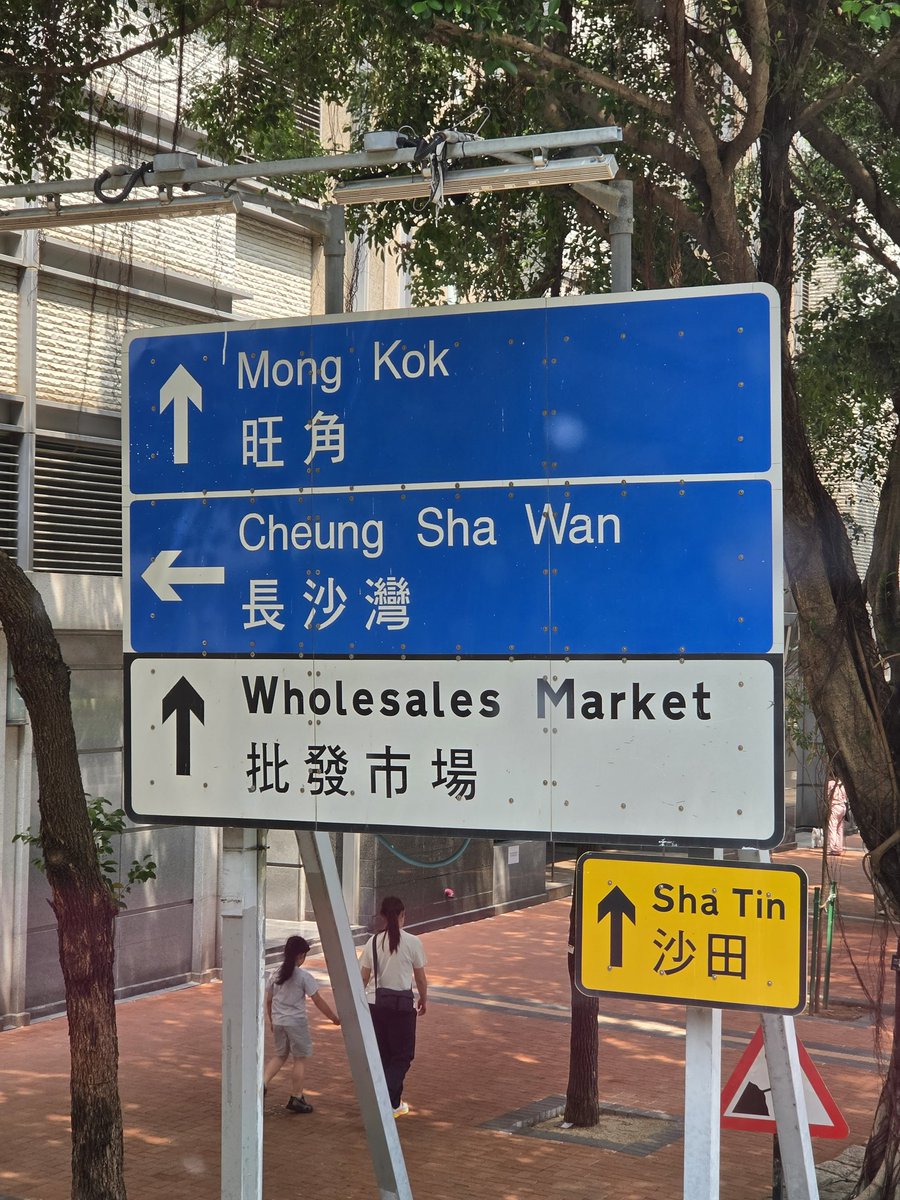 Mong Kok
旺角
Cheung Sha Wan
長沙灣
Wholesales Market
批發市場
Sha Tin
沙田